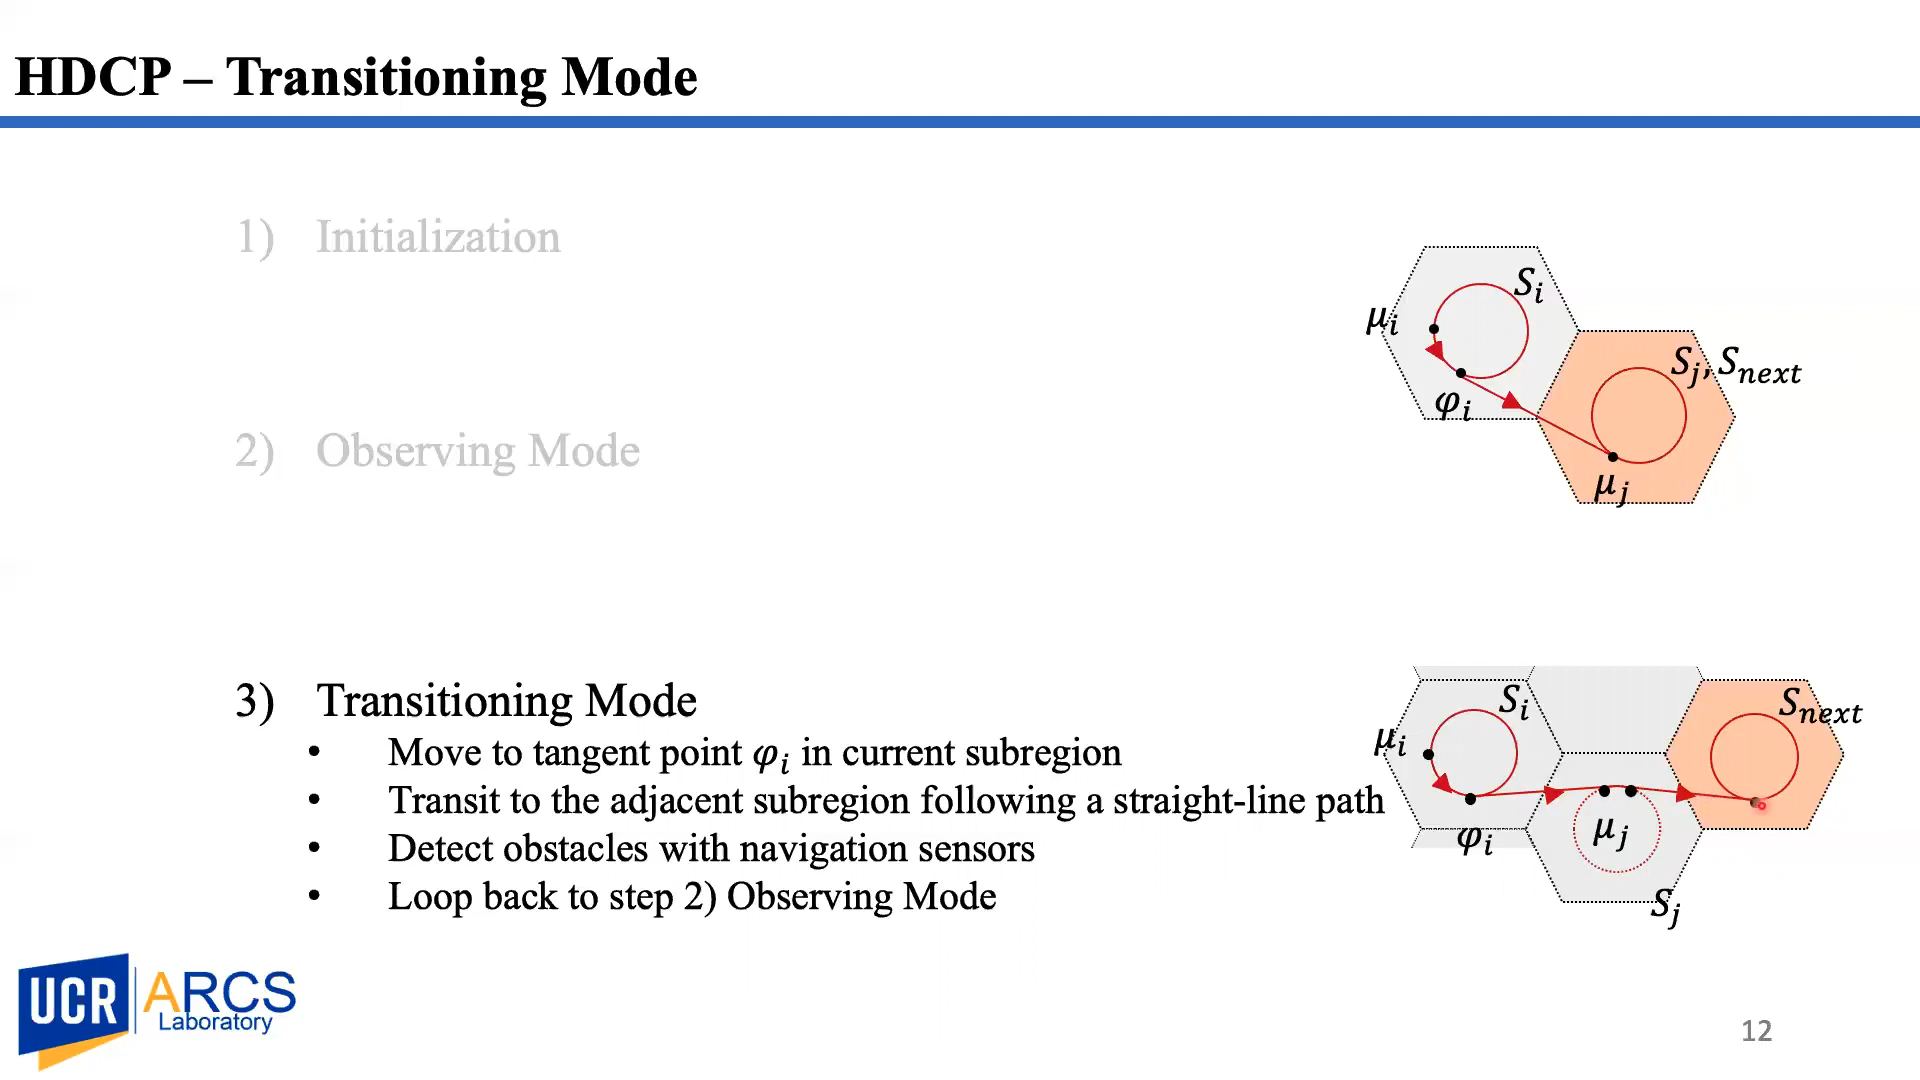 HDCP – Transitioning Mode
1) Initialization
2) Observing Mode
3) Transitioning Mode
• Move to tangent point φᵢ in current subregion
• Transit to the adjacent subregion following a straight-line path
• Detect obstacles with navigation sensors
• Loop back to step 2) Observing Mode
Sᵢ
μᵢ
Sⱼ, Sₙₑₓₜ
φᵢ
μⱼ
Sᵢ
Sₙₑₓₜ
μᵢ
μⱼ
φᵢ
Sⱼ
UCR ARCS
Laboratory
12